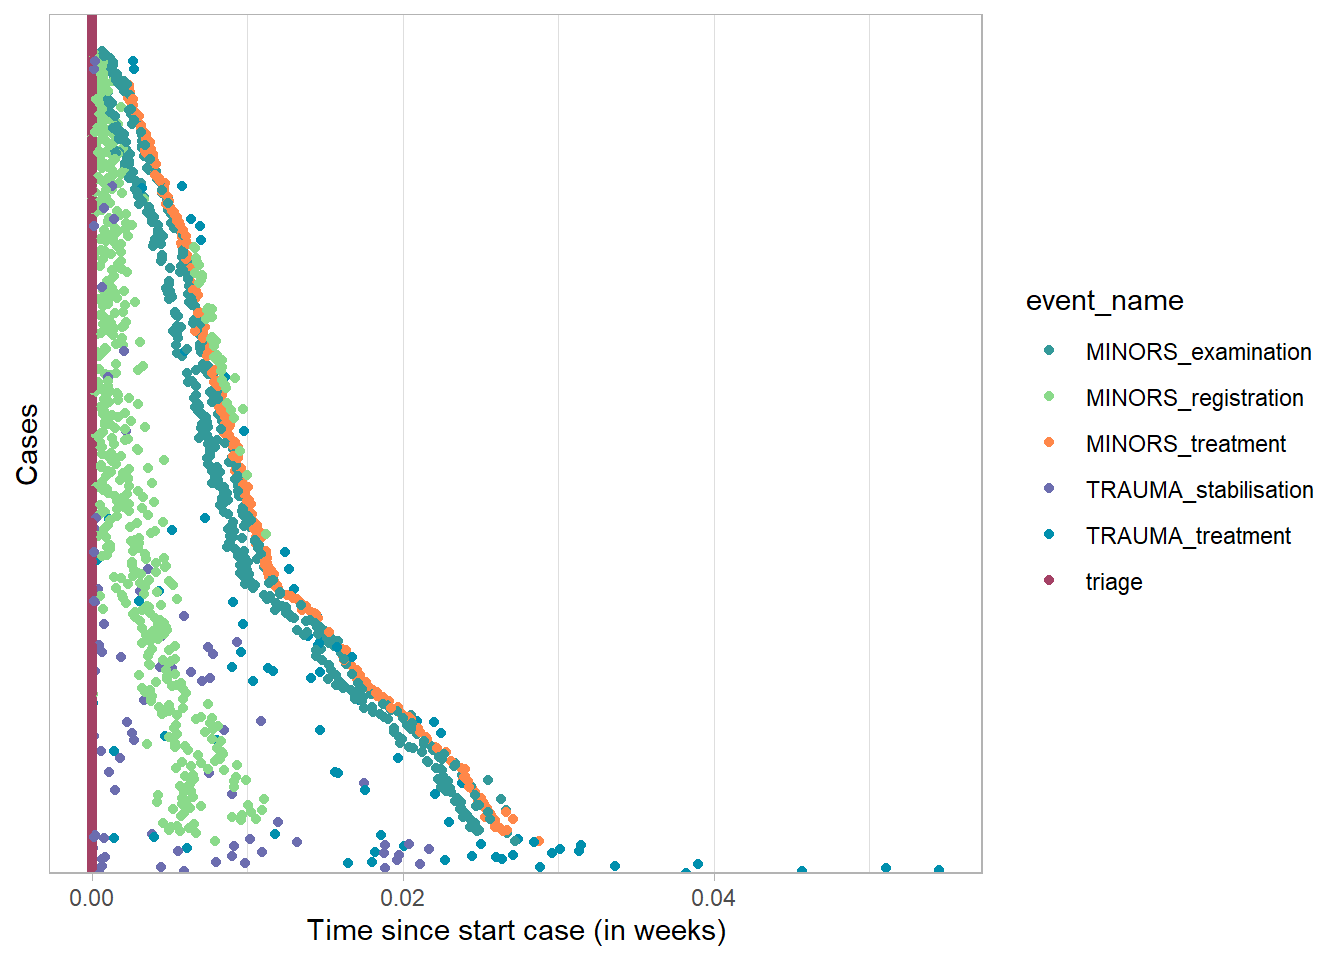 Cases
0.00
0.02
0.04
Time since start case (in weeks)
event_name
MINORS_examination
MINORS_registration
MINORS_treatment
TRAUMA_stabilisation
TRAUMA_treatment
triage